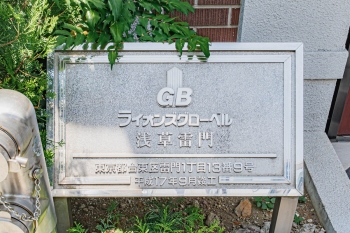 GB
ライオンズグローベル
浅草雷門
東京都台東区雷門1丁目13番9号
平成17年9月竣工